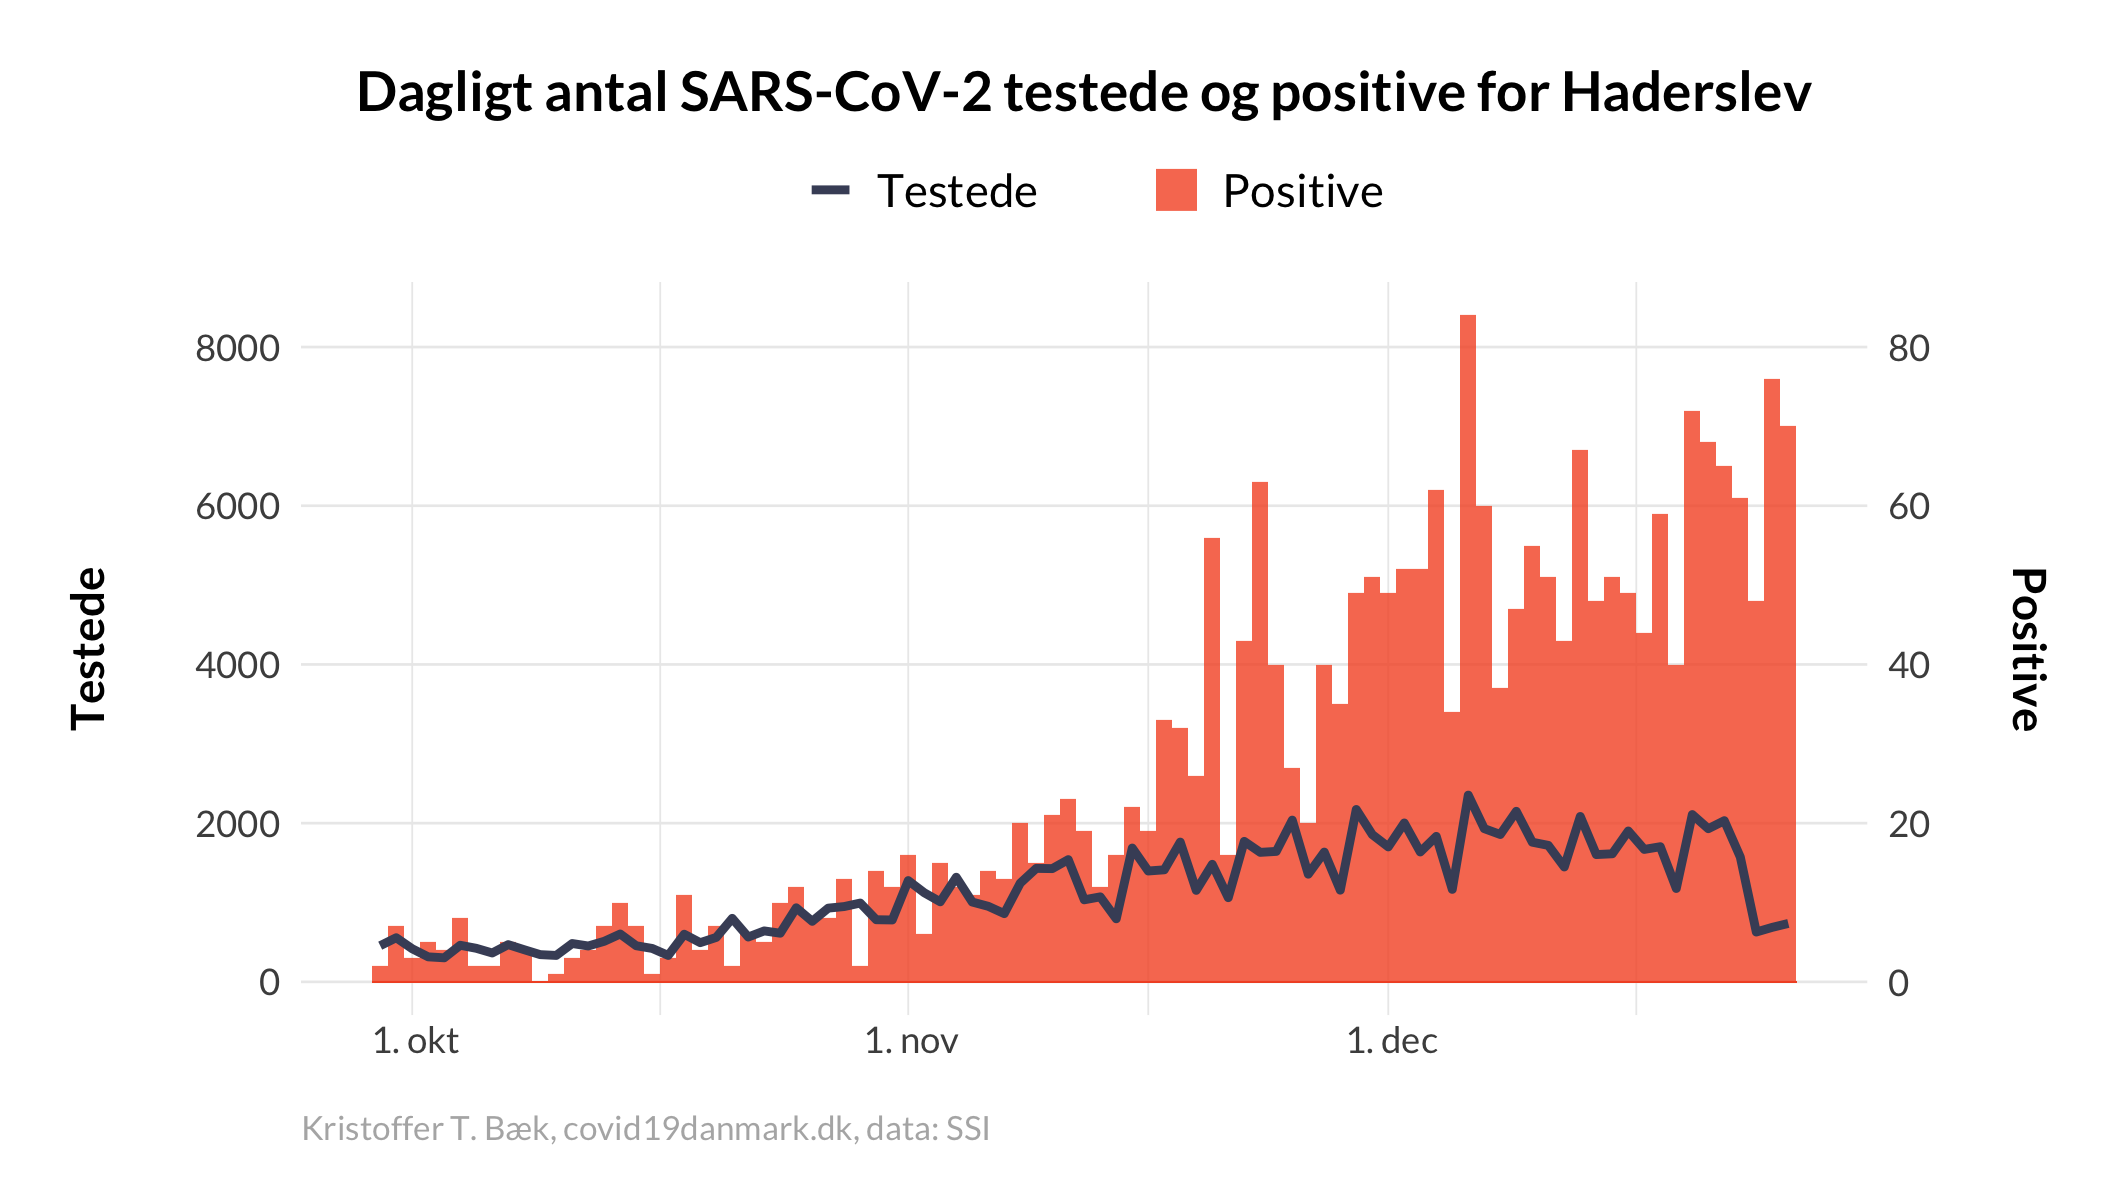 Dagligt antal SARS-CoV-2 testede og positive for Haderslev
Testede
Positive
8000
6000
4000
2000
0
Testede
80
60
40
20
0
Positive
1. okt
1. nov
1. dec
Kristoffer T. Bæk, covid19danmark.dk, data: SSI